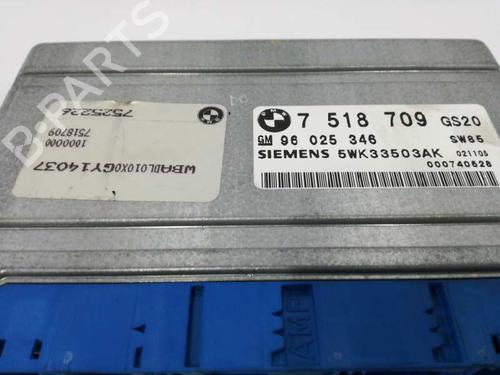 B-PARTS
7525226
7518709
1000000
WBADL010X0GY14037
7 518 709 GS20
GM 96 025 346 SW85
SIEMENS 5WK33503AK 021105
000740628
AMP